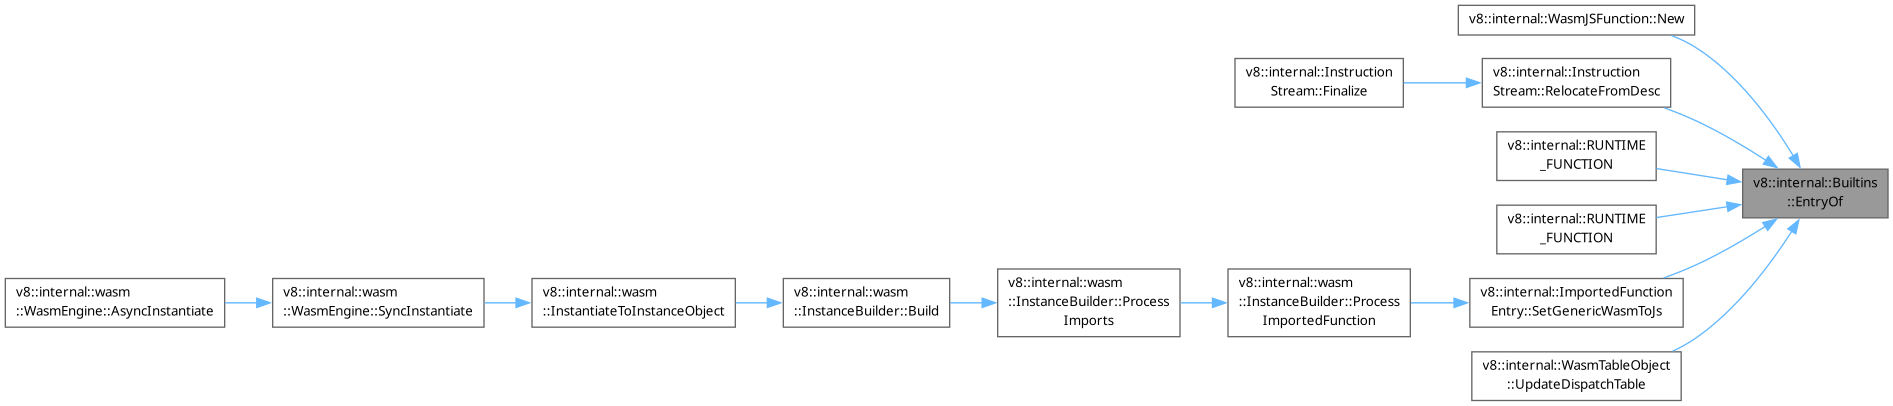 v8::internal::WasmJSFunction::New
v8::internal::Instruction
Stream::Finalize
v8::internal::Instruction
Stream::RelocateFromDesc
v8::internal::RUNTIME
_FUNCTION
v8::internal::Builtins
::EntryOf
v8::internal::RUNTIME
_FUNCTION
v8::internal::wasm
::WasmEngine::AsyncInstantiate
v8::internal::wasm
::WasmEngine::SyncInstantiate
v8::internal::wasm
::InstantiateToInstanceObject
v8::internal::wasm
::InstanceBuilder::Build
v8::internal::wasm
::InstanceBuilder::Process
Imports
v8::internal::wasm
::InstanceBuilder::Process
ImportedFunction
v8::internal::ImportedFunction
Entry::SetGenericWasmToJs
v8::internal::WasmTableObject
::UpdateDispatchTable